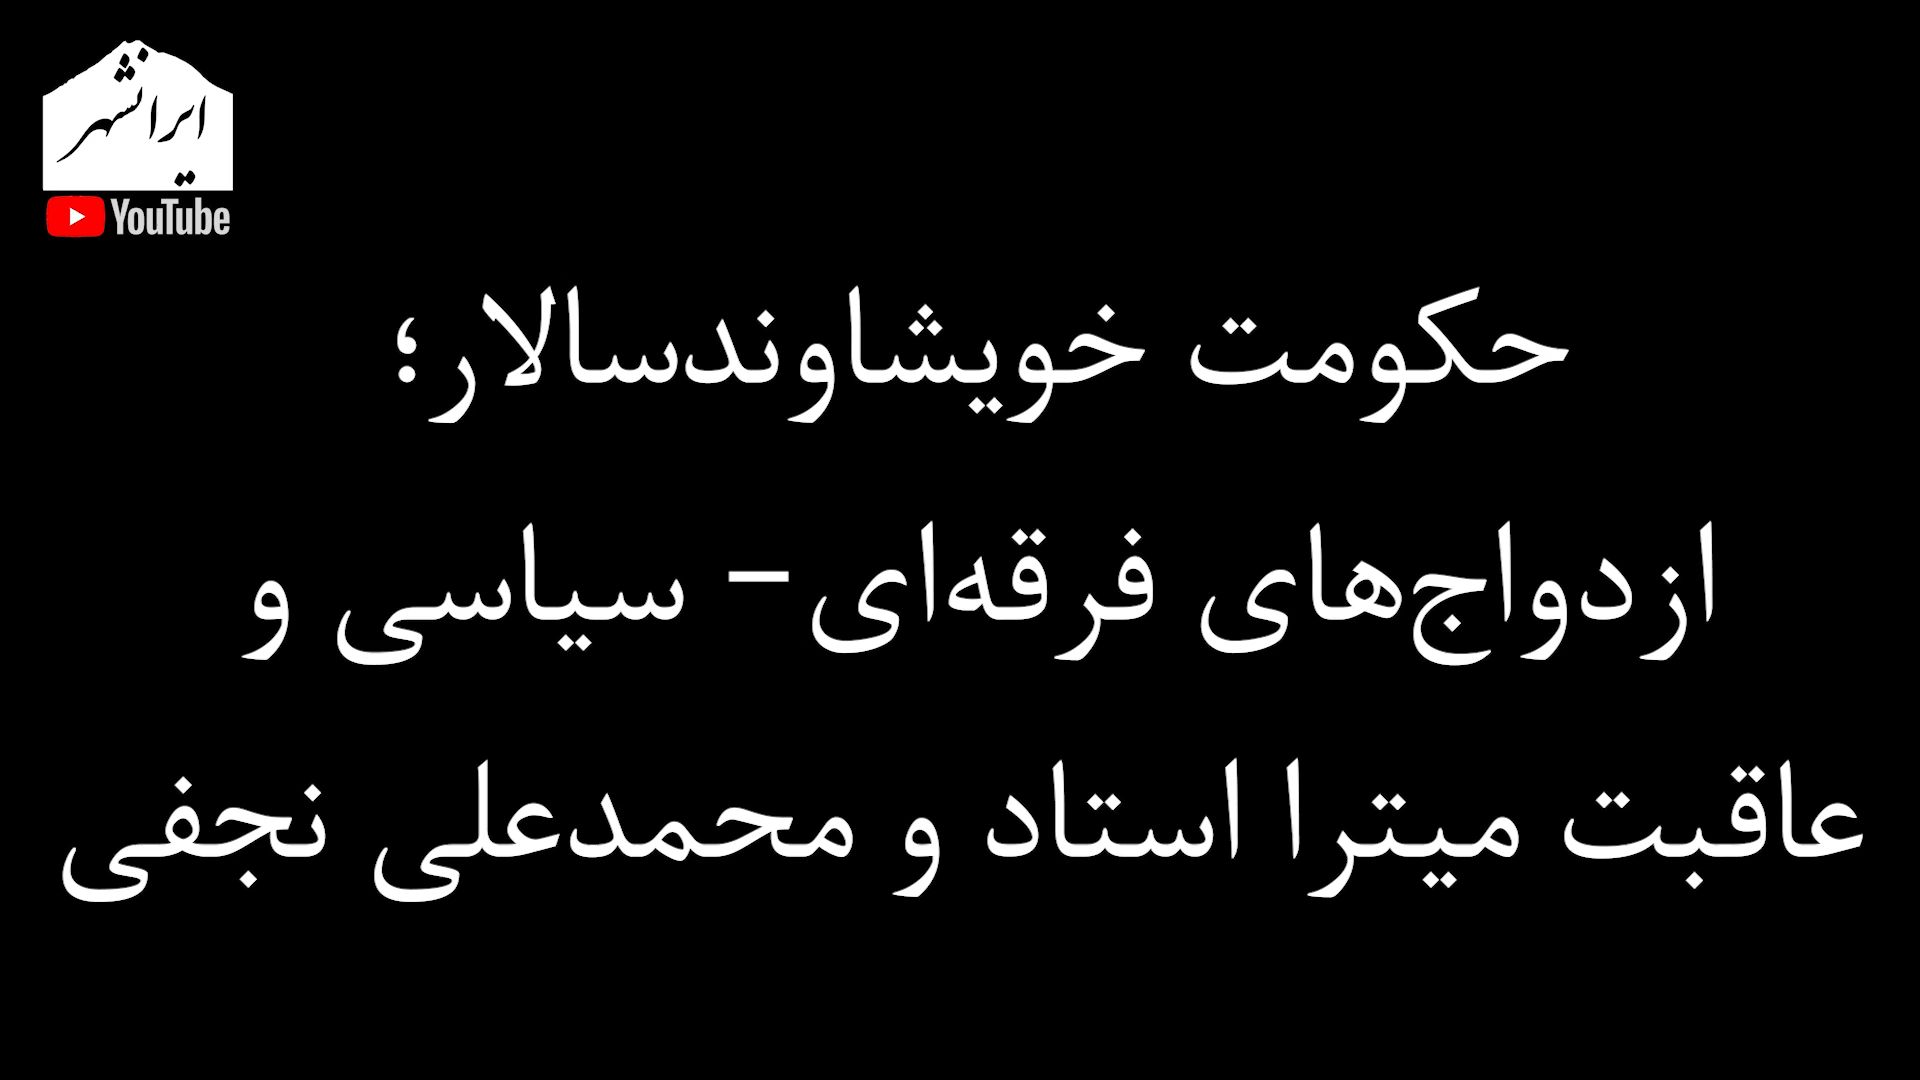 ایرانشهر
YouTube
حکومت خویشاوندسالار؛
ازدواج‌های فرقه‌ای– سیاسی و
عاقبت میترا استاد و محمدعلی نجفی